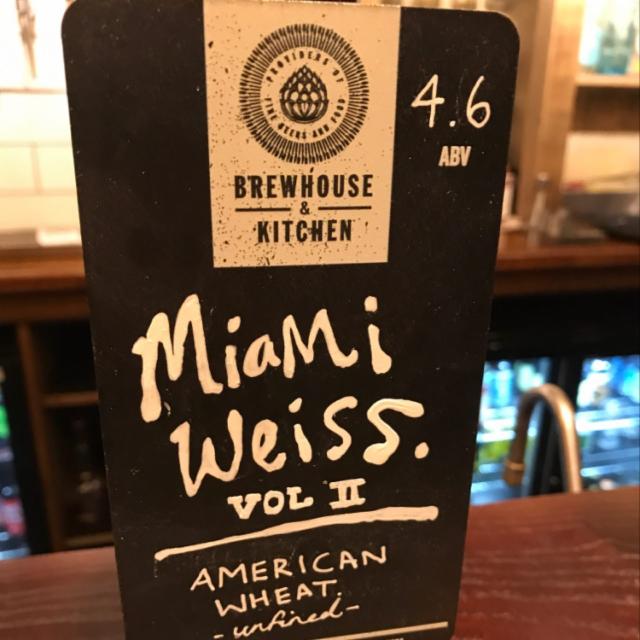 PROVIDERS OF
FINE BEERS AND FOOD
BREWHOUSE
&
KITCHEN
4.6
ABV
Miami
Weiss.
VOL II
AMERICAN
WHEAT.
-unfined-